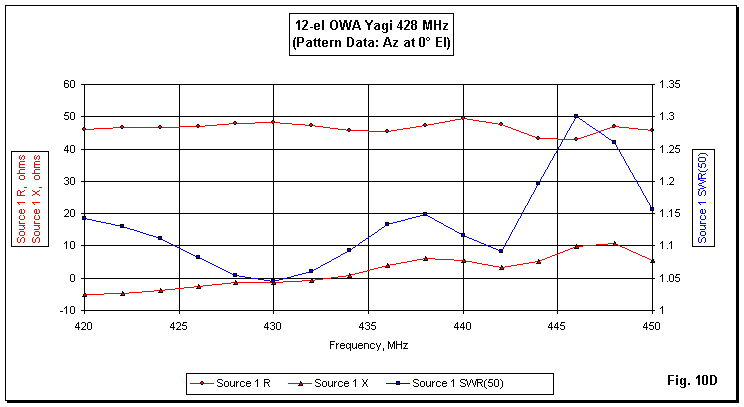 12-el OWA Yagi 428 MHz
(Pattern Data: Az at 0° El)
60
50
40
30
20
10
0
-10
1.35
1.3
1.25
1.2
1.15
1.1
1.05
1
Source 1 R, ohms
Source 1 X, ohms
Source 1 SWR(50)
420 425 430 435 440 445 450
Frequency, MHz
Source 1 R Source 1 X Source 1 SWR(50)
Fig. 10D